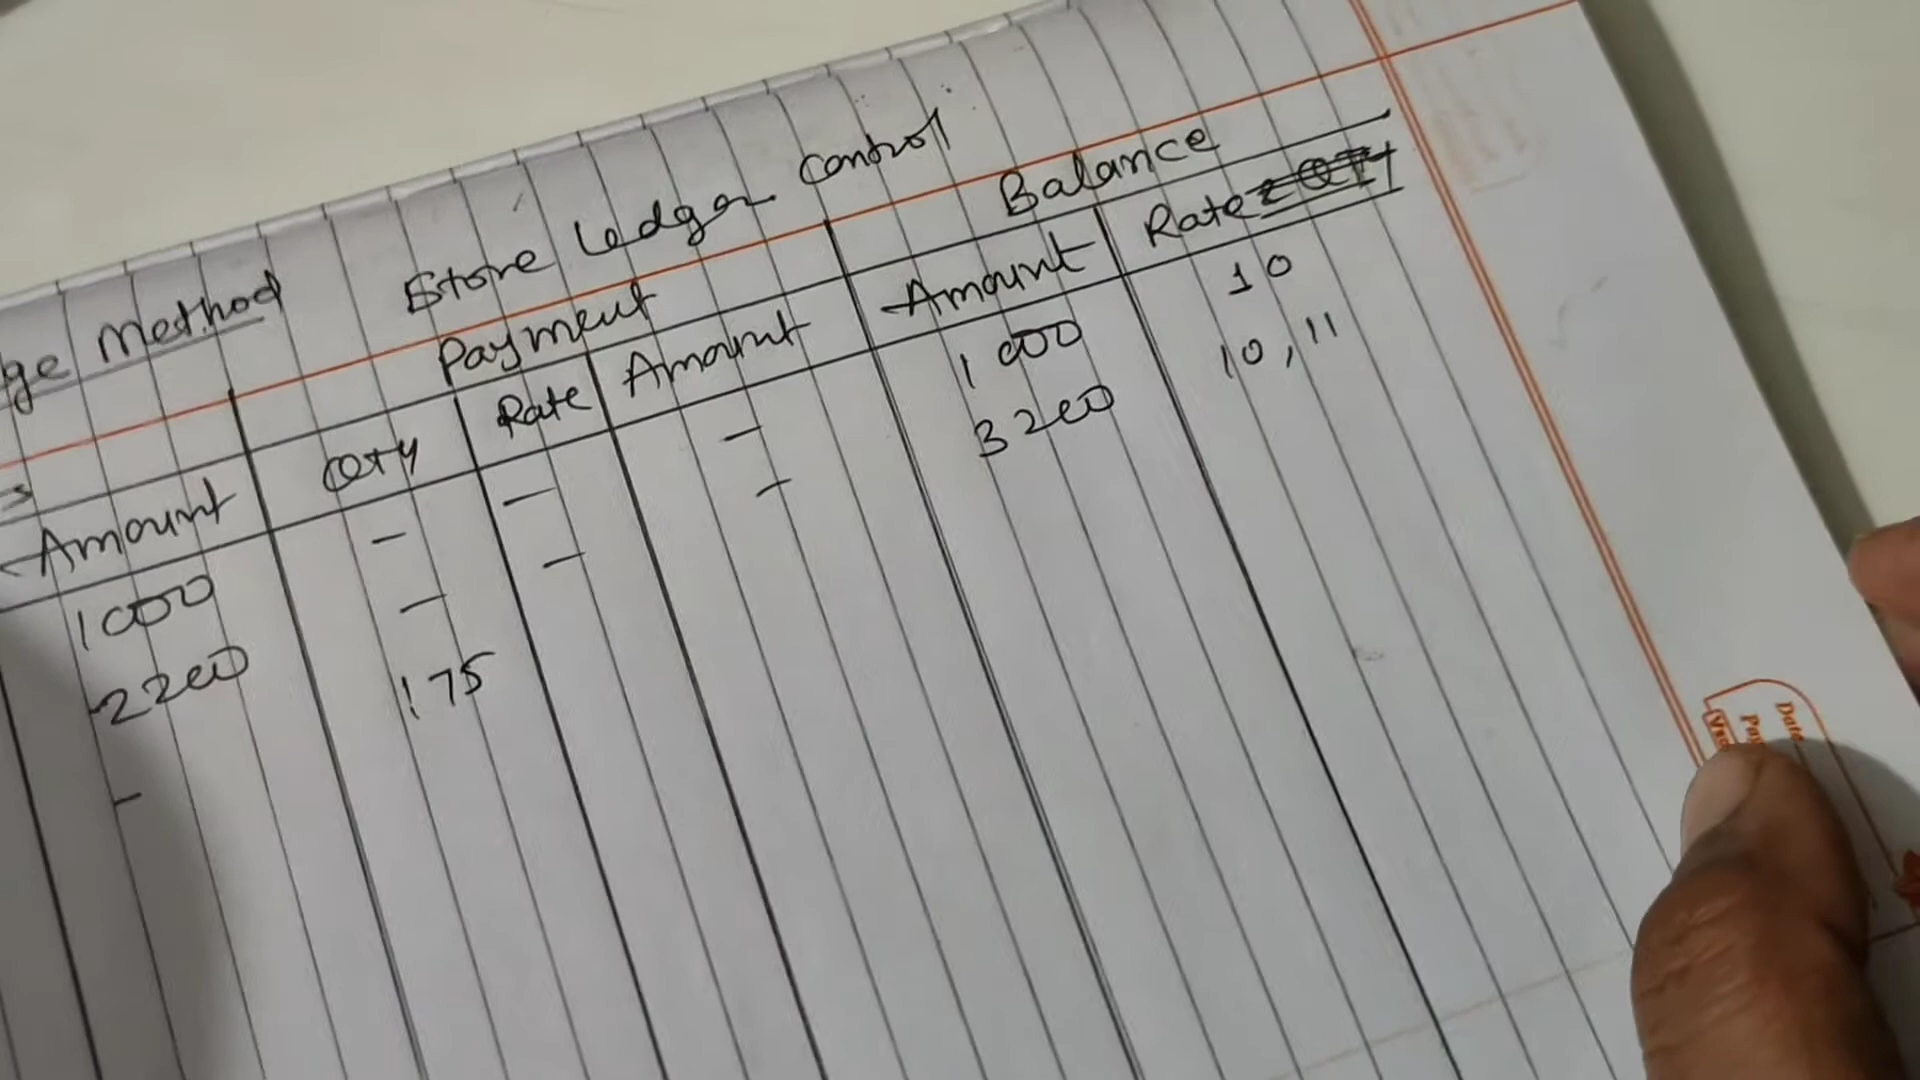 ge Method Store Ledger Control
Payment Balance
Amount Qty Rate Amount Amount Rate
1000 - - - 1000 10
2200 - - - 3200 10, 11
- 175
Date